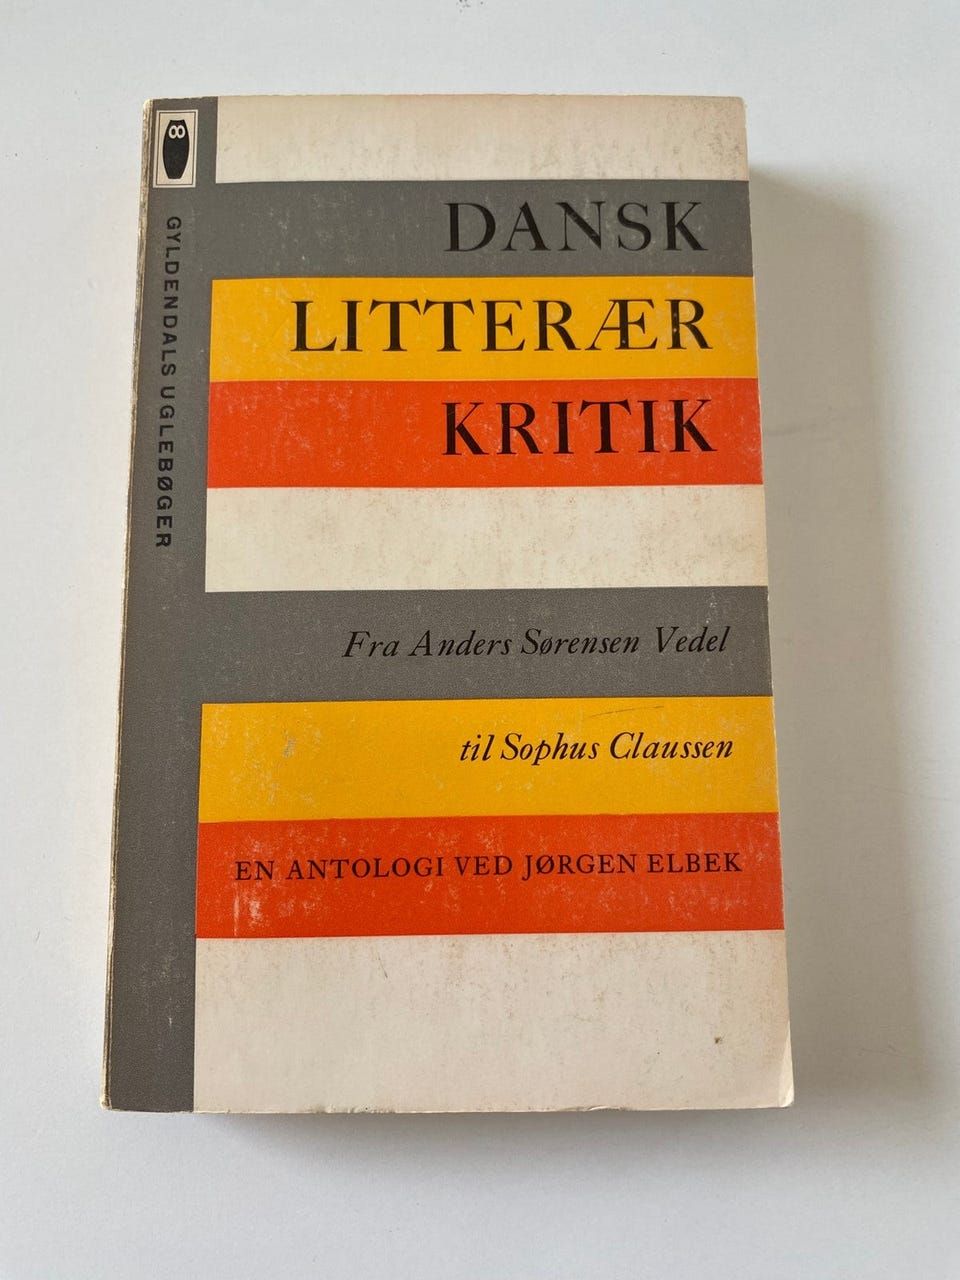 GYLDENDALS UGLEBØGER
DANSK
LITTERÆR
KRITIK
Fra Anders Sørensen Vedel
til Sophus Claussen
EN ANTOLOGI VED JØRGEN ELBEK